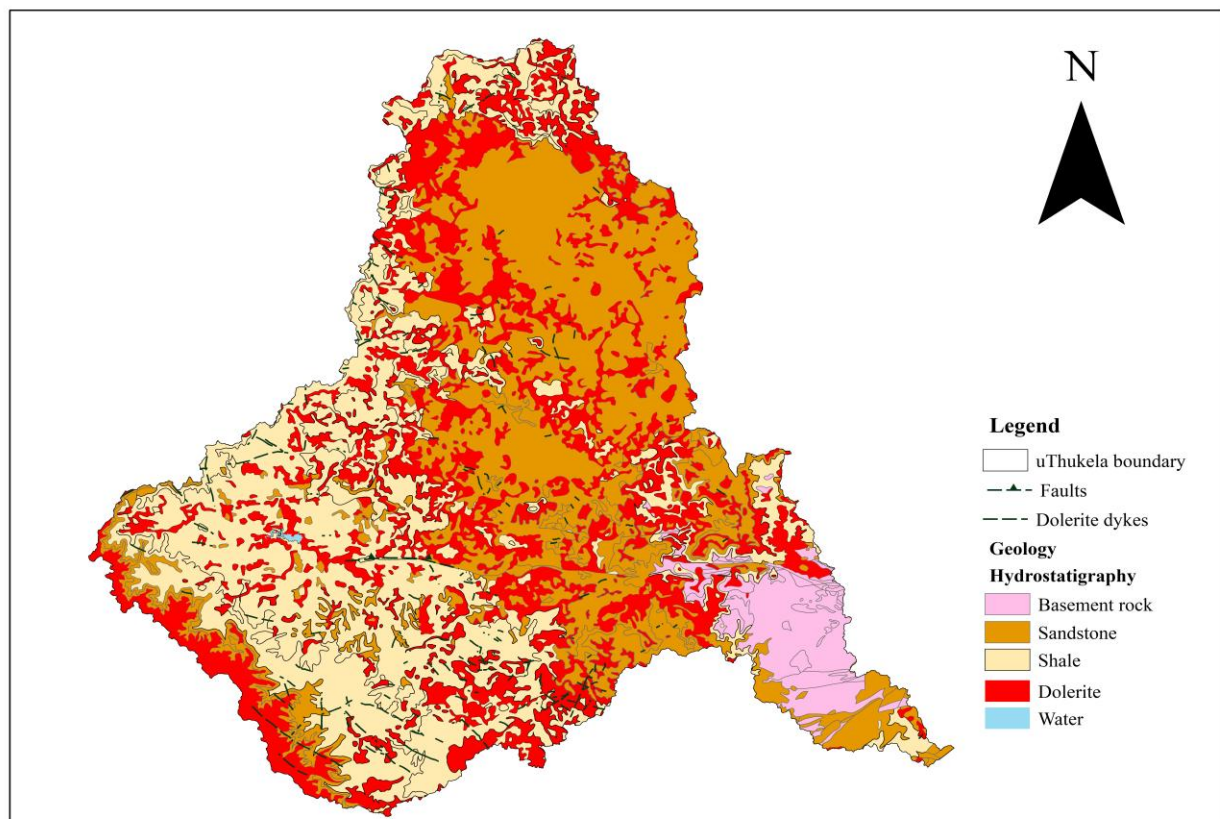 N
Legend
uThukela boundary
Faults
Dolerite dykes
Geology
Hydrostatigraphy
Basement rock
Sandstone
Shale
Dolerite
Water